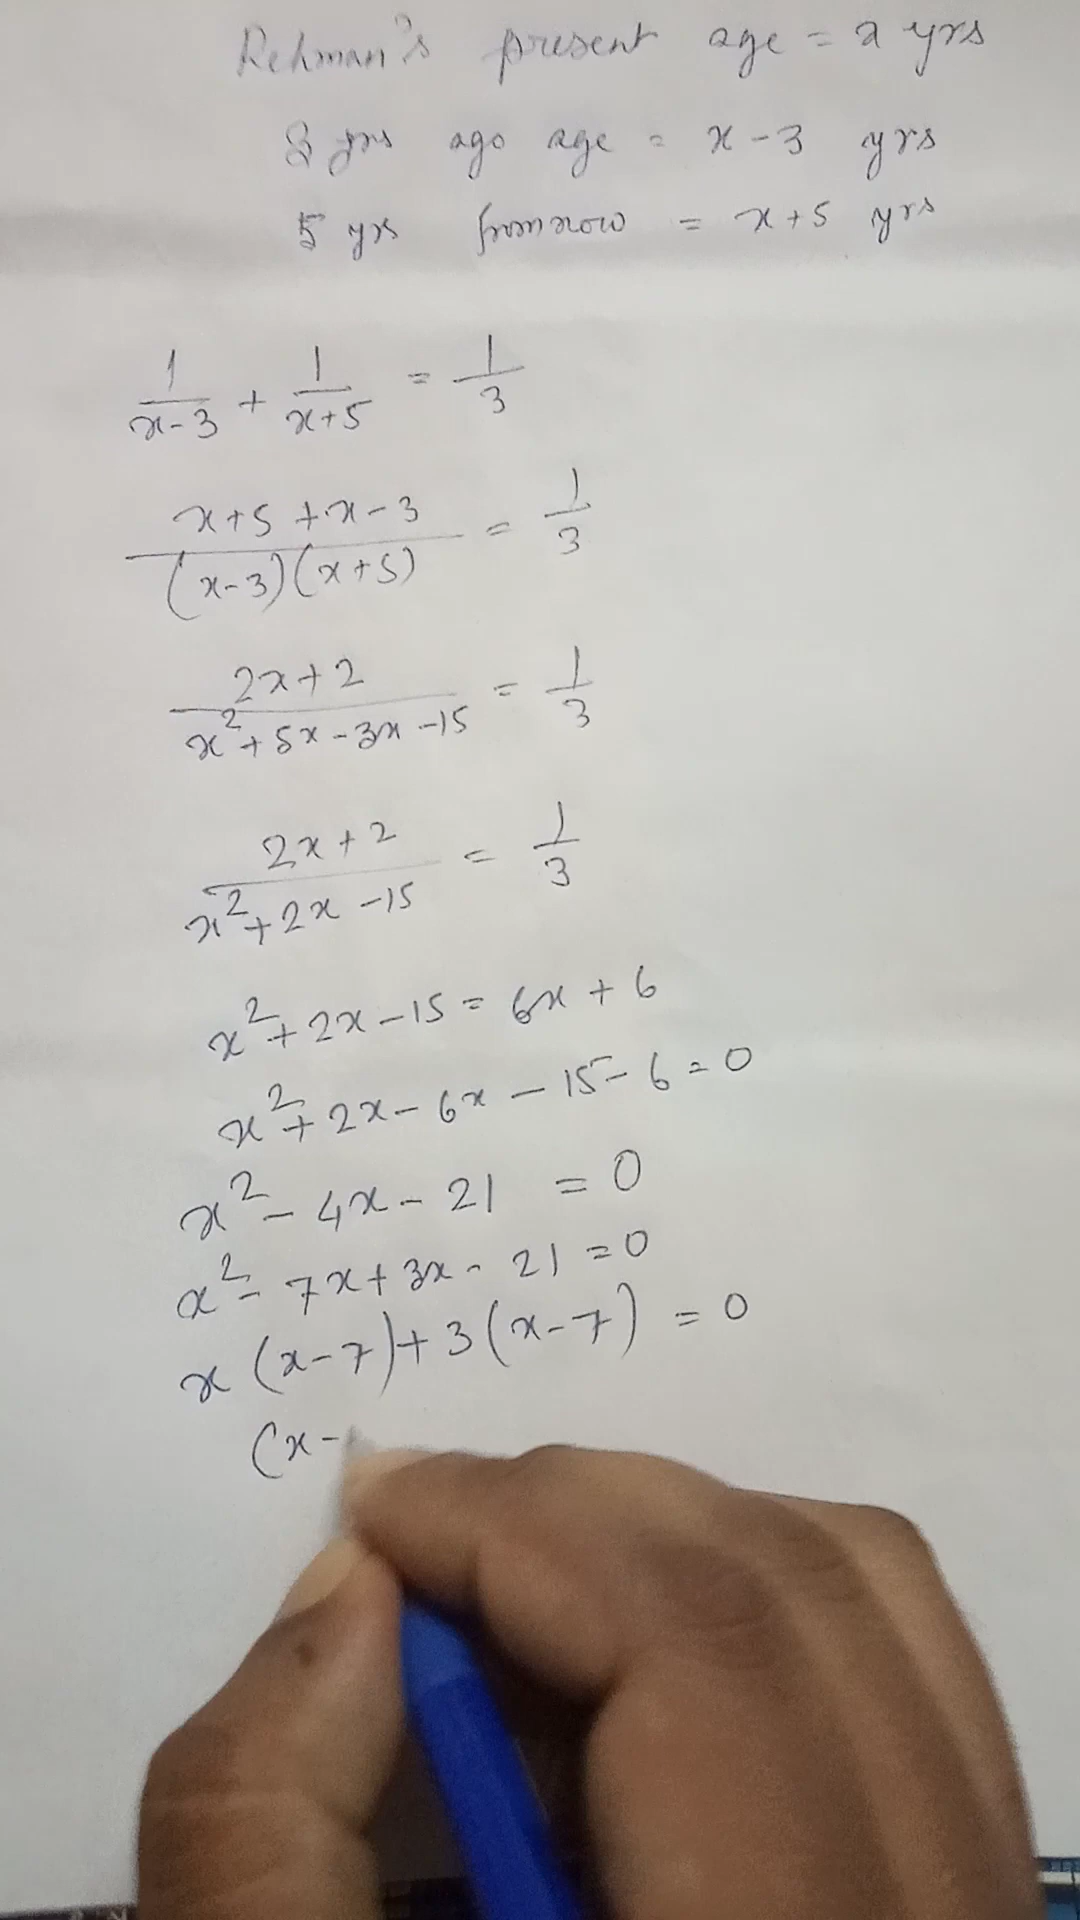 Rehman's present age = x yrs
3 yrs ago age = x-3 yrs
5 yrs from now = x+5 yrs
1/(x-3) + 1/(x+5) = 1/3
(x+5+x-3)/((x-3)(x+5)) = 1/3
(2x+2)/(x²+5x-3x-15) = 1/3
(2x+2)/(x²+2x-15) = 1/3
x²+2x-15 = 6x+6
x²+2x-6x-15-6=0
x²-4x-21 = 0
x²-7x+3x-21=0
x(x-7)+3(x-7) = 0
(x-